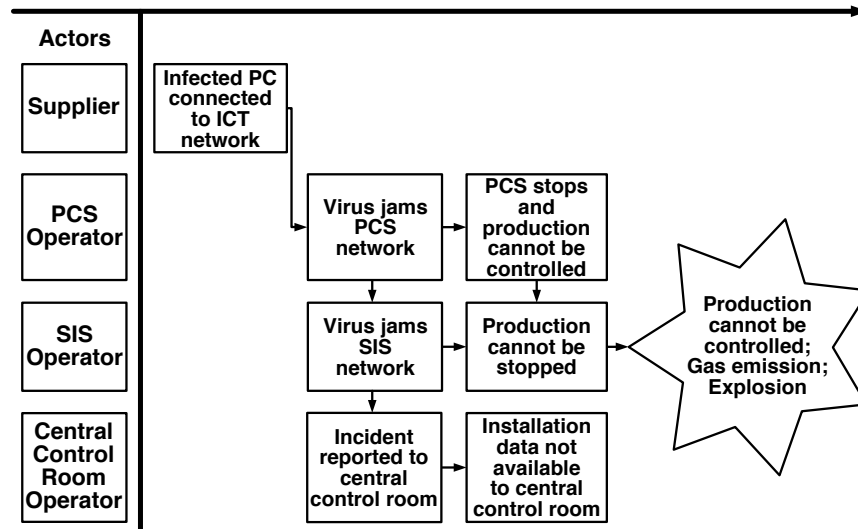 Actors
Supplier
Infected PC
connected
to ICT
network
PCS
Operator
Virus jams
PCS
network
PCS stops
and
production
cannot be
controlled
SIS
Operator
Virus jams
SIS
network
Production
cannot be
stopped
Production
cannot be
controlled;
Gas emission;
Explosion
Central
Control
Room
Operator
Incident
reported to
central
control room
Installation
data not
available
to central
control room